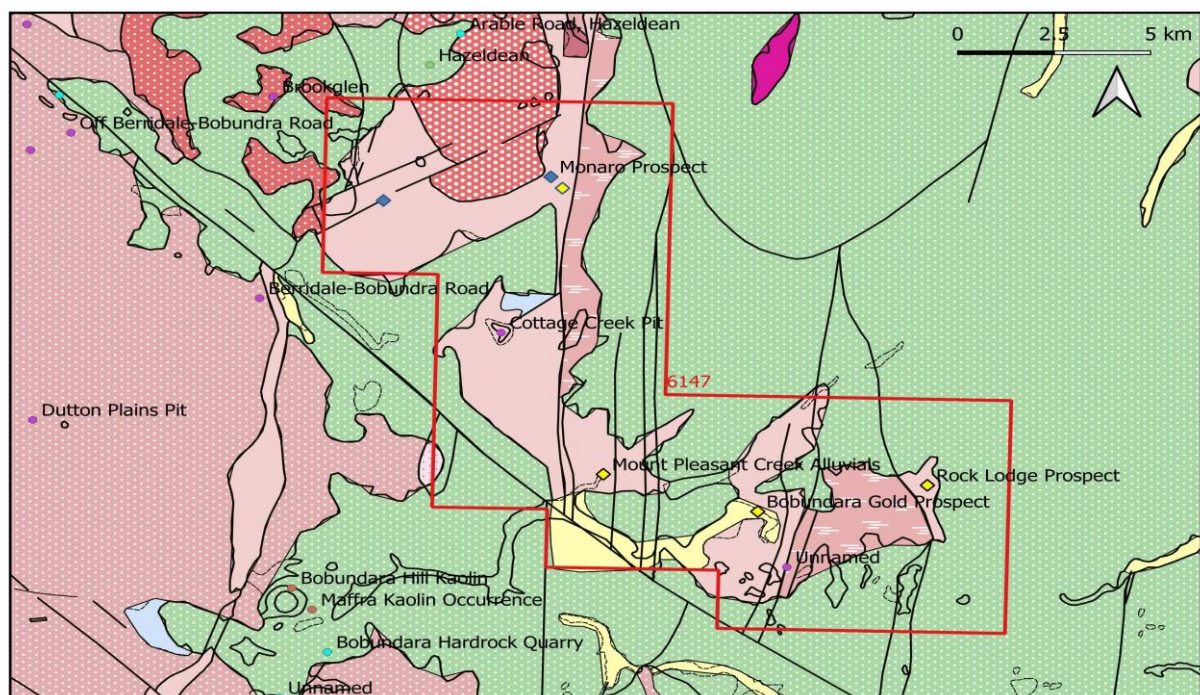 Arable Road, Hazeldean
0 2.5 5 km
Hazeldean
Brookglen
Off Berridale-Bobundra Road
Monaro Prospect
Berridale-Bobundra Road
Cottage Creek Pit
6147
Dutton Plains Pit
Mount Pleasant Creek Alluvials
Rock Lodge Prospect
Bobundara Gold Prospect
Unnamed
Bobundara Hill Kaolin
Maffra Kaolin Occurrence
Bobundara Hardrock Quarry
Unnamed